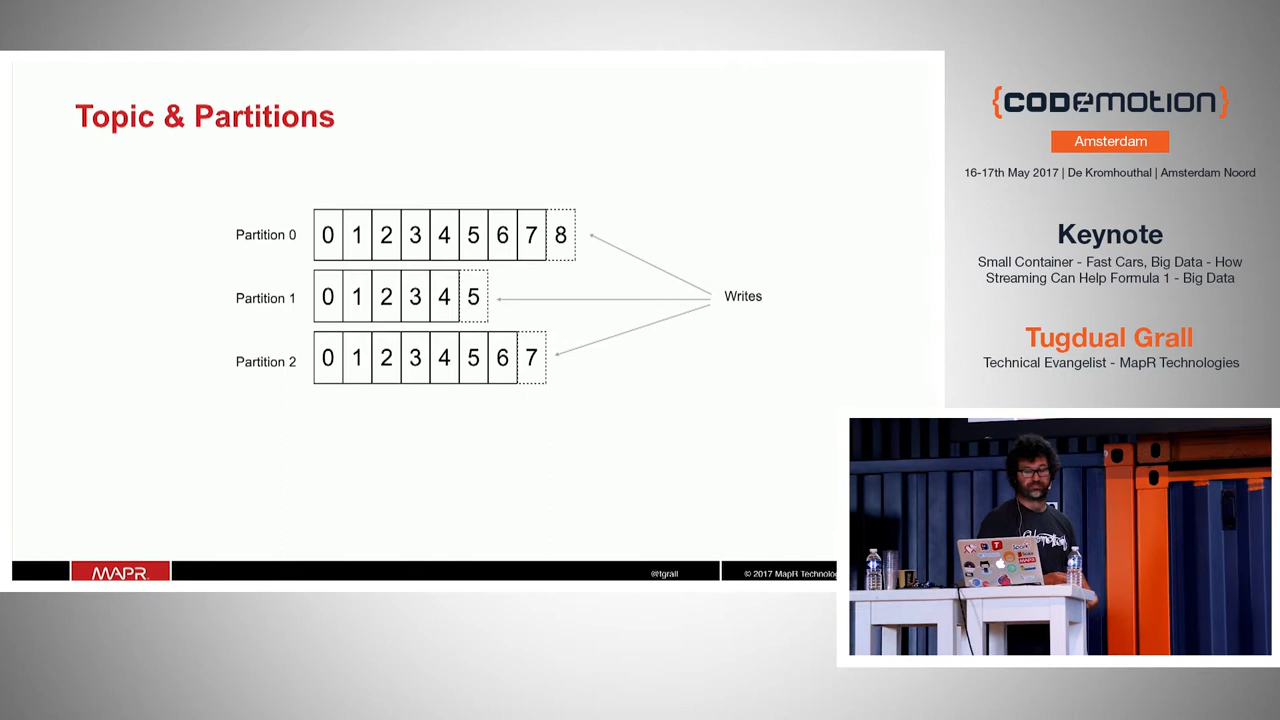 Topic & Partitions
Partition 0
0 1 2 3 4 5 6 7 8
Partition 1
0 1 2 3 4 5
Partition 2
0 1 2 3 4 5 6 7
Writes
MAPR
@tgrall
© 2017 MapR Technolo
{CODEMOTION}
Amsterdam
16-17th May 2017 | De Kromhouthal | Amsterdam Noord
Keynote
Small Container - Fast Cars, Big Data - How
Streaming Can Help Formula 1 - Big Data
Tugdual Grall
Technical Evangelist - MapR Technologies
Spark
MAPR